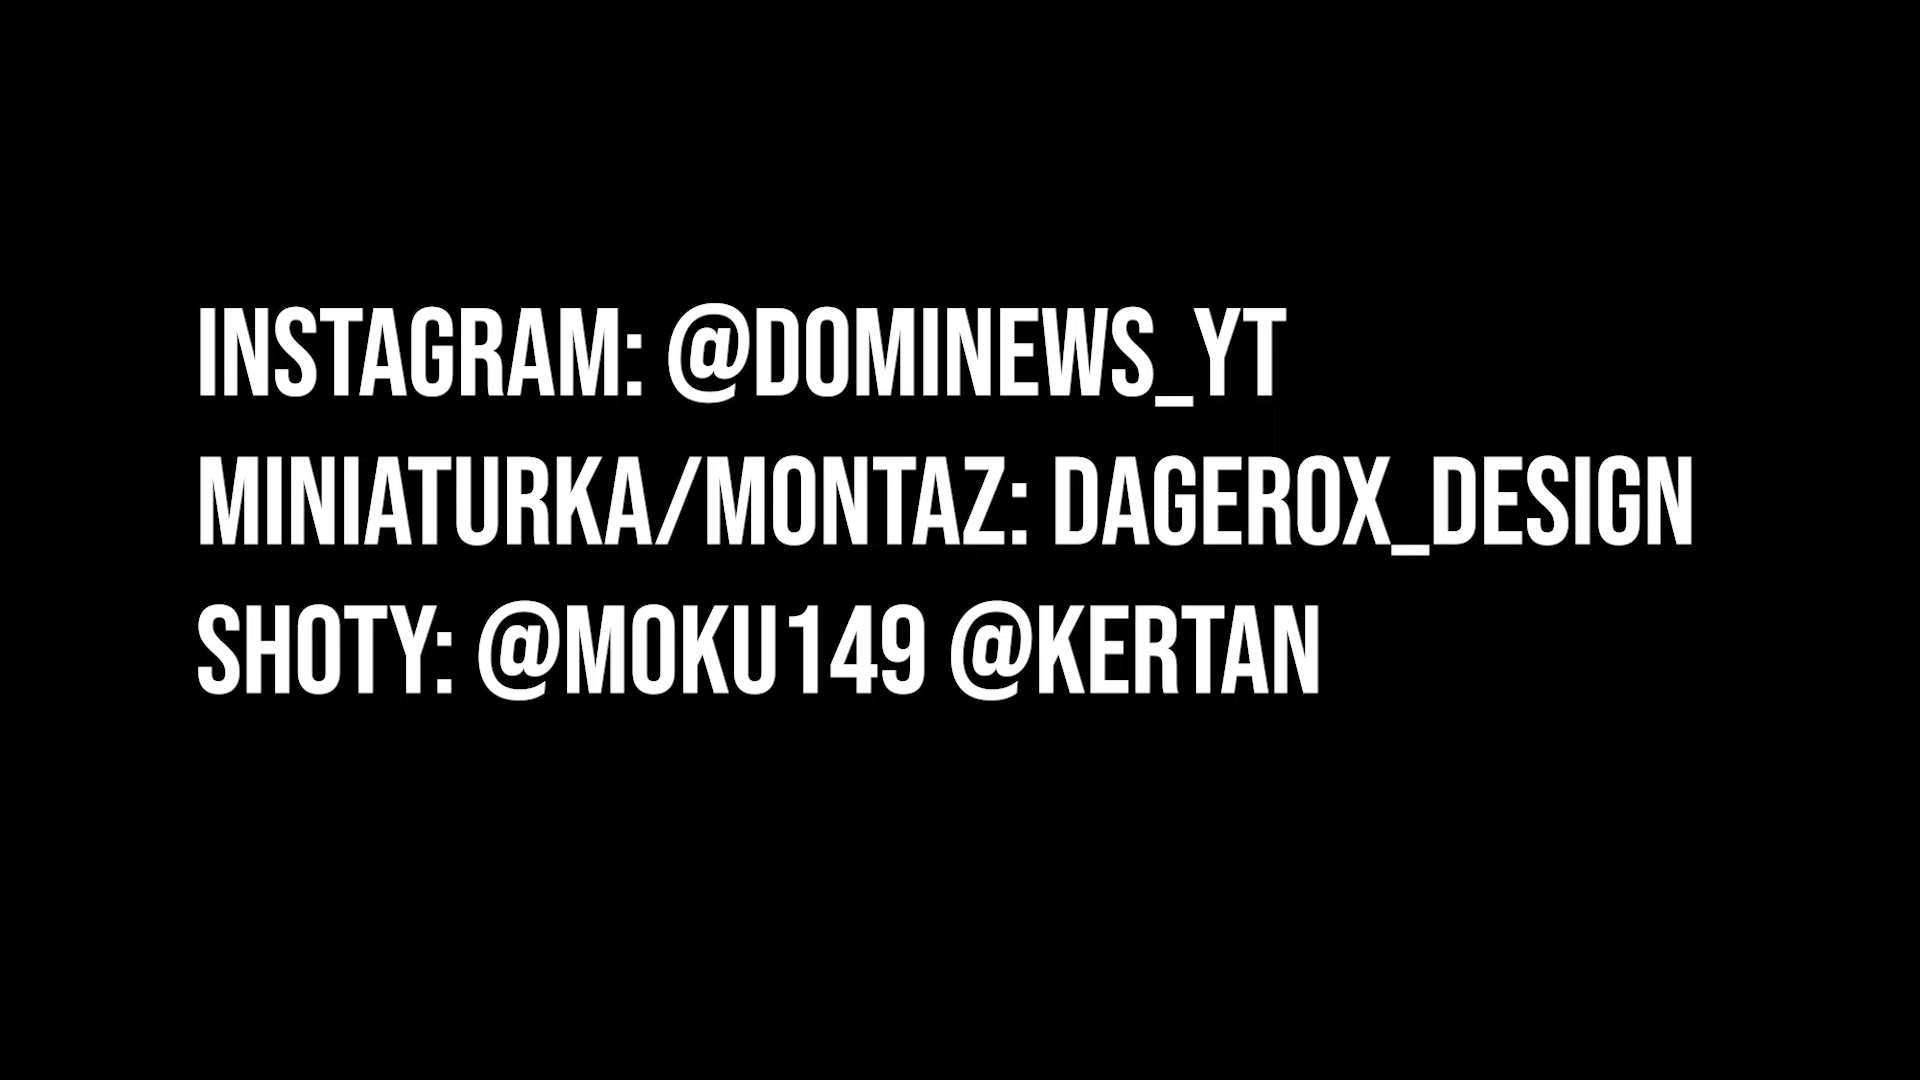 INSTAGRAM: @DOMINEWS_YT
MINIATURKA/MONTAZ: DAGEROX_DESIGN
SHOTY: @MOKU149 @KERTAN